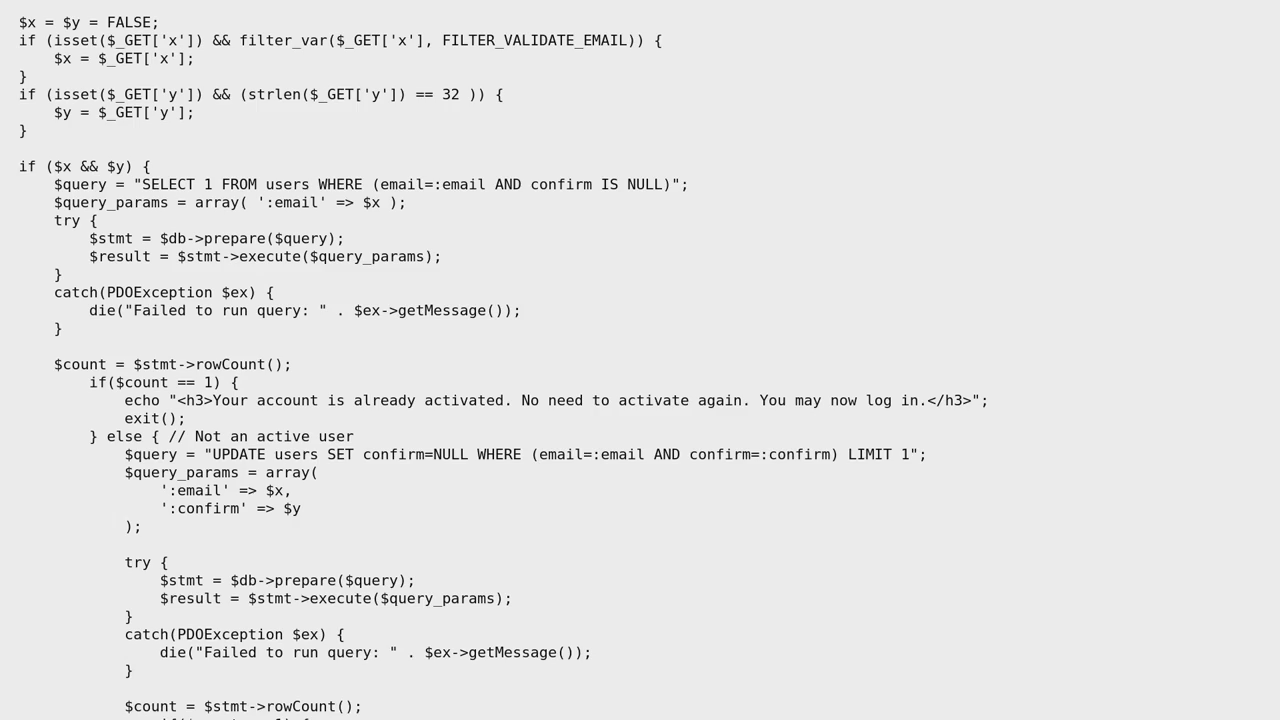 $x = $y = FALSE;
if (isset($_GET['x']) && filter_var($_GET['x'], FILTER_VALIDATE_EMAIL)) {
    $x = $_GET['x'];
}
if (isset($_GET['y']) && (strlen($_GET['y']) == 32 )) {
    $y = $_GET['y'];
}

if ($x && $y) {
    $query = "SELECT 1 FROM users WHERE (email=:email AND confirm IS NULL)";
    $query_params = array( ':email' => $x );
    try {
        $stmt = $db->prepare($query);
        $result = $stmt->execute($query_params);
    }
    catch(PDOException $ex) {
        die("Failed to run query: " . $ex->getMessage());
    }

    $count = $stmt->rowCount();
        if($count == 1) {
            echo "<h3>Your account is already activated. No need to activate again. You may now log in.</h3>";
            exit();
        } else { // Not an active user
            $query = "UPDATE users SET confirm=NULL WHERE (email=:email AND confirm=:confirm) LIMIT 1";
            $query_params = array(
                ':email' => $x,
                ':confirm' => $y
            );

            try {
                $stmt = $db->prepare($query);
                $result = $stmt->execute($query_params);
            }
            catch(PDOException $ex) {
                die("Failed to run query: " . $ex->getMessage());
            }

            $count = $stmt->rowCount();